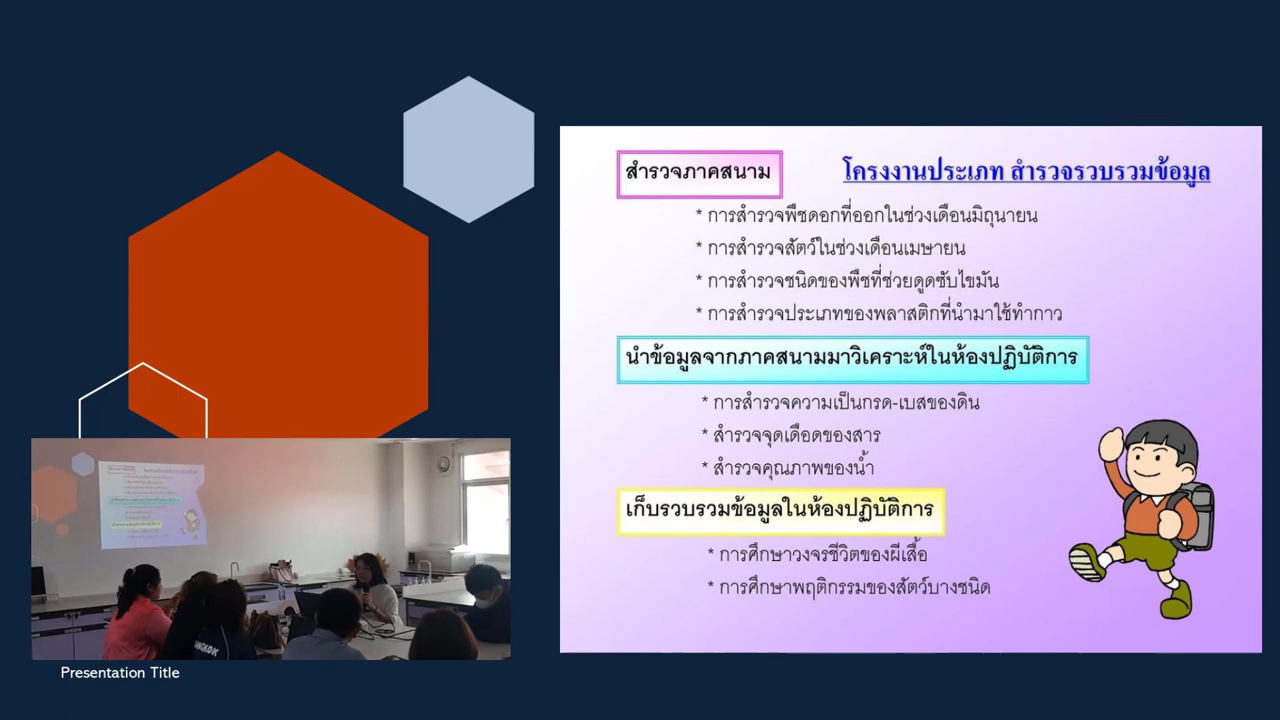 สำรวจภาคสนาม
โครงงานประเภท สำรวจรวบรวมข้อมูล
* การสำรวจพืชดอกที่ออกในช่วงเดือนมิถุนายน
* การสำรวจสัตว์ในช่วงเดือนเมษายน
* การสำรวจชนิดของพืชที่ช่วยดูดซับไขมัน
* การสำรวจประเภทของพลาสติกที่นำมาใช้ทำกาว
นำข้อมูลจากภาคสนามมาวิเคราะห์ในห้องปฏิบัติการ
* การสำรวจความเป็นกรด-เบสของดิน
* สำรวจจุดเดือดของสาร
* สำรวจคุณภาพของน้ำ
เก็บรวบรวมข้อมูลในห้องปฏิบัติการ
* การศึกษาวงจรชีวิตของผีเสื้อ
* การศึกษาพฤติกรรมของสัตว์บางชนิด
Presentation Title